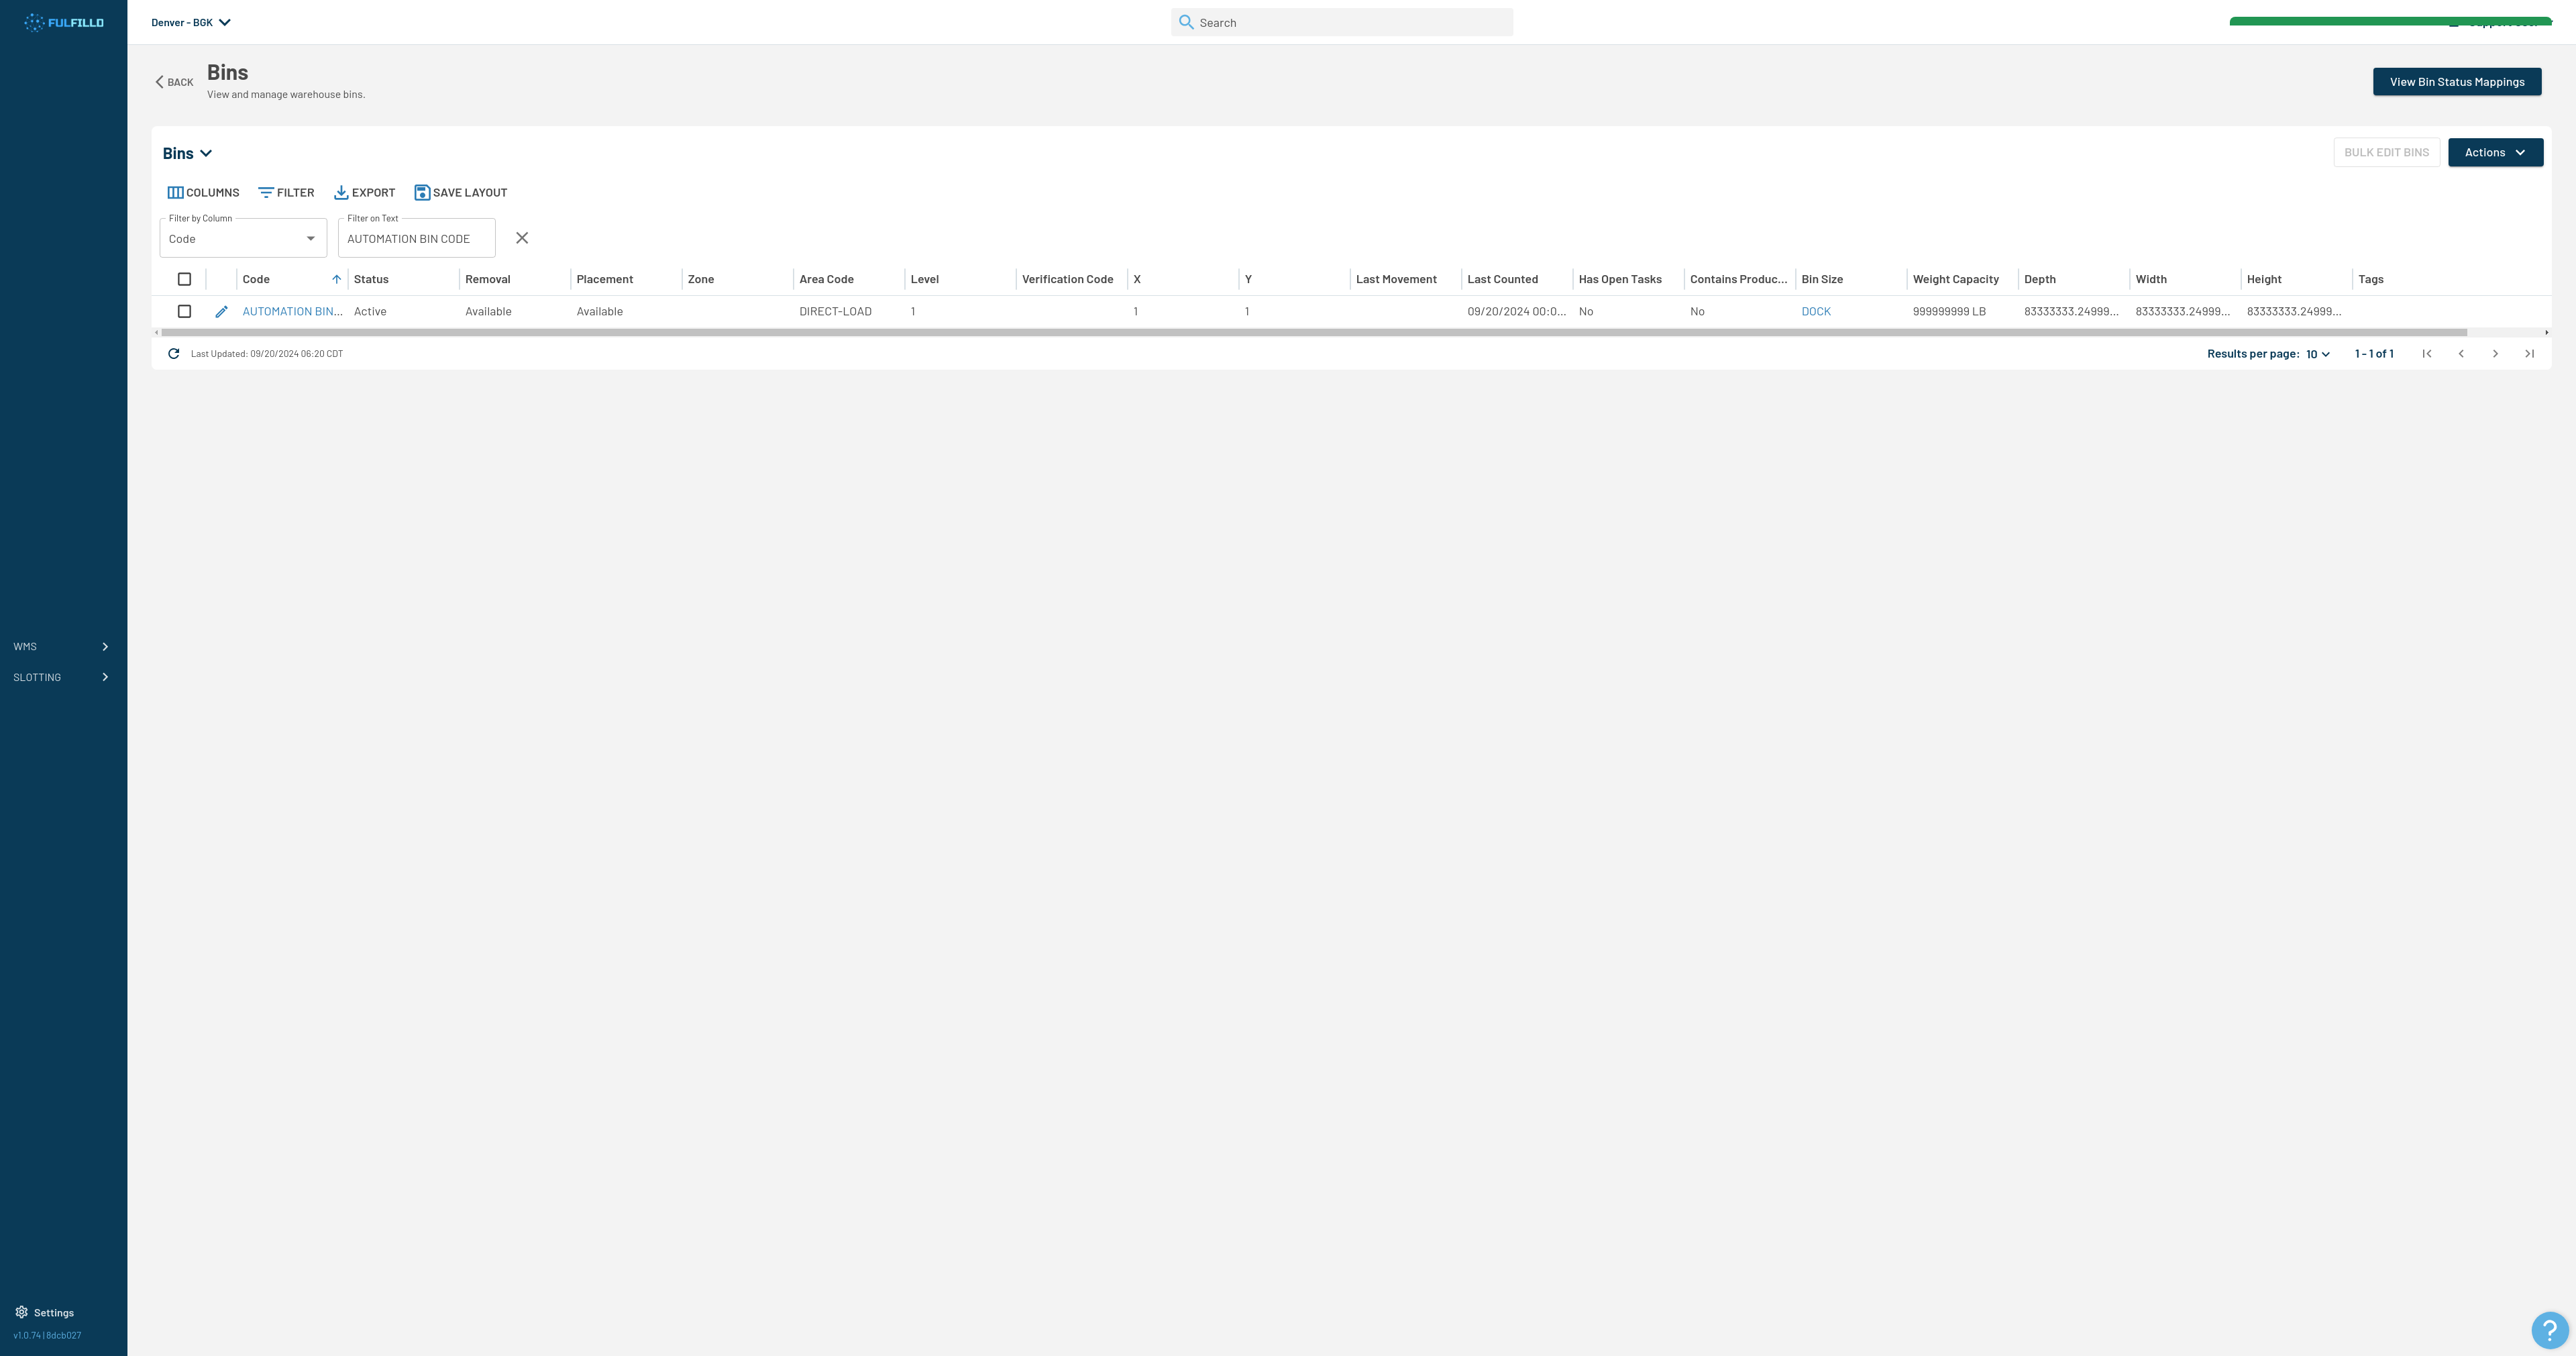 FULFILLD
Denver - BGK
Search
BACK
Bins
View and manage warehouse bins.
View Bin Status Mappings
Bins
BULK EDIT BINS
Actions
COLUMNS FILTER EXPORT SAVE LAYOUT
Filter by Column Filter on Text
Code AUTOMATION BIN CODE
Code Status Removal Placement Zone Area Code Level Verification Code X Y Last Movement Last Counted Has Open Tasks Contains Produc... Bin Size Weight Capacity Depth Width Height Tags
AUTOMATION BIN... Active Available Available DIRECT-LOAD 1 1 1 09/20/2024 00:0... No No DOCK 999999999 LB 83333333.24999... 83333333.24999... 83333333.24999...
Last Updated: 09/20/2024 06:20 CDT
Results per page: 10 1 - 1 of 1
WMS
SLOTTING
Settings
v1.0.74 | 8dcb027
?